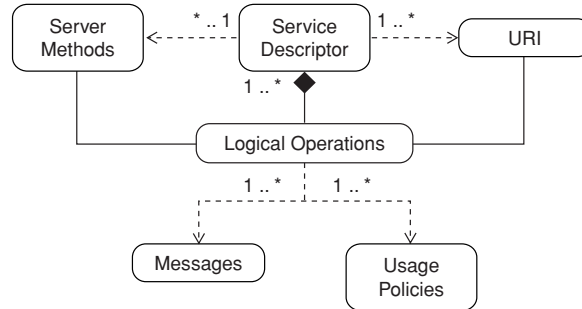 Server
Methods
* .. 1
Service
Descriptor
1 .. *
URI
1 .. *
Logical Operations
1 .. *
1 .. *
Messages
Usage
Policies